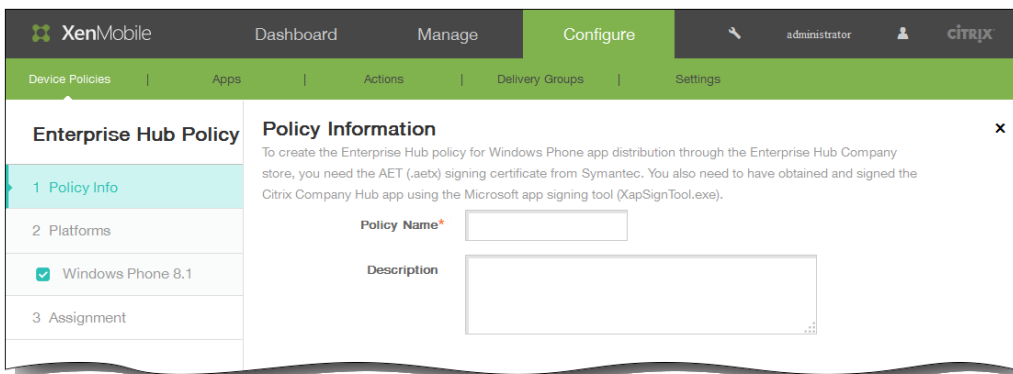 XenMobile Dashboard Manage Configure administrator CİTRIX
Device Policies | Apps | Actions | Delivery Groups | Settings
Enterprise Hub Policy
1 Policy Info
2 Platforms
Windows Phone 8.1
3 Assignment
Policy Information
To create the Enterprise Hub policy for Windows Phone app distribution through the Enterprise Hub Company
store, you need the AET (.aetx) signing certificate from Symantec. You also need to have obtained and signed the
Citrix Company Hub app using the Microsoft app signing tool (XapSignTool.exe).
Policy Name*
Description